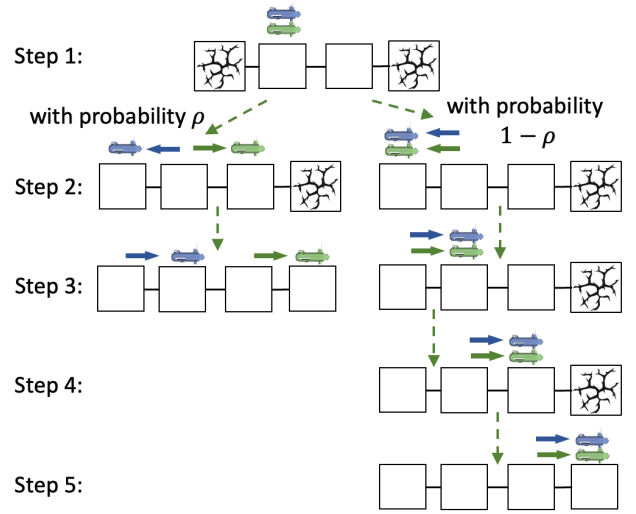 Step 1:
with probability ρ
with probability
1 − ρ
Step 2:
Step 3:
Step 4:
Step 5: